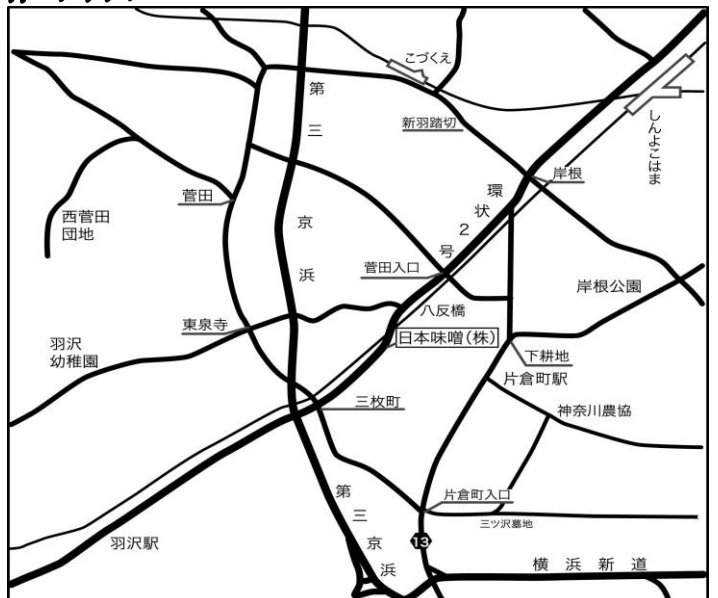 こづくえ
第三京浜
新羽踏切
しんよこはま
岸根
菅田
環状2号
西菅田
団地
菅田入口
岸根公園
八反橋
東泉寺
日本味噌(株)
羽沢
幼稚園
下耕地
片倉町駅
三枚町
神奈川農協
第三京浜
片倉町入口
三ツ沢墓地
羽沢駅
13
横浜新道